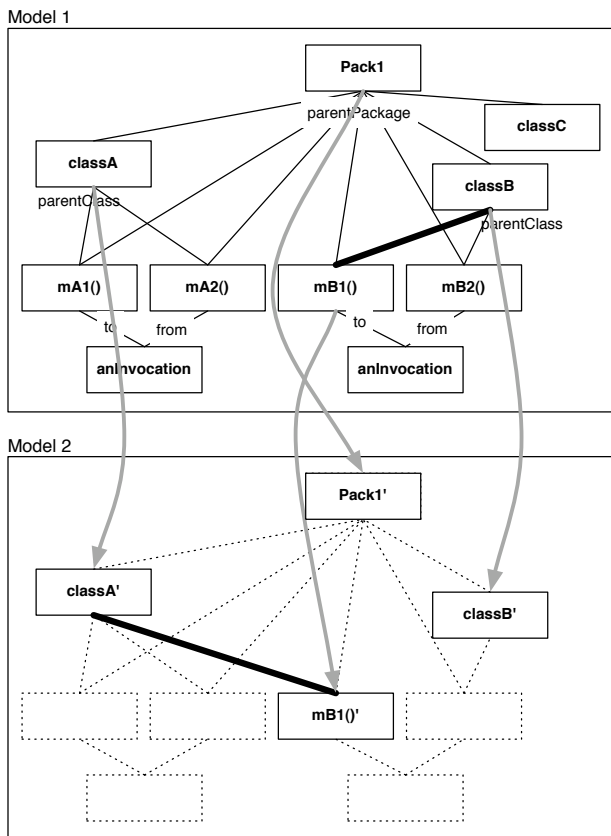 Model 1
Pack1
parentPackage
classC
classA
classB
parentClass
parentClass
mA1()
mA2()
mB1()
mB2()
to
from
to
from
anInvocation
anInvocation
Model 2
Pack1'
classA'
classB'
mB1()'